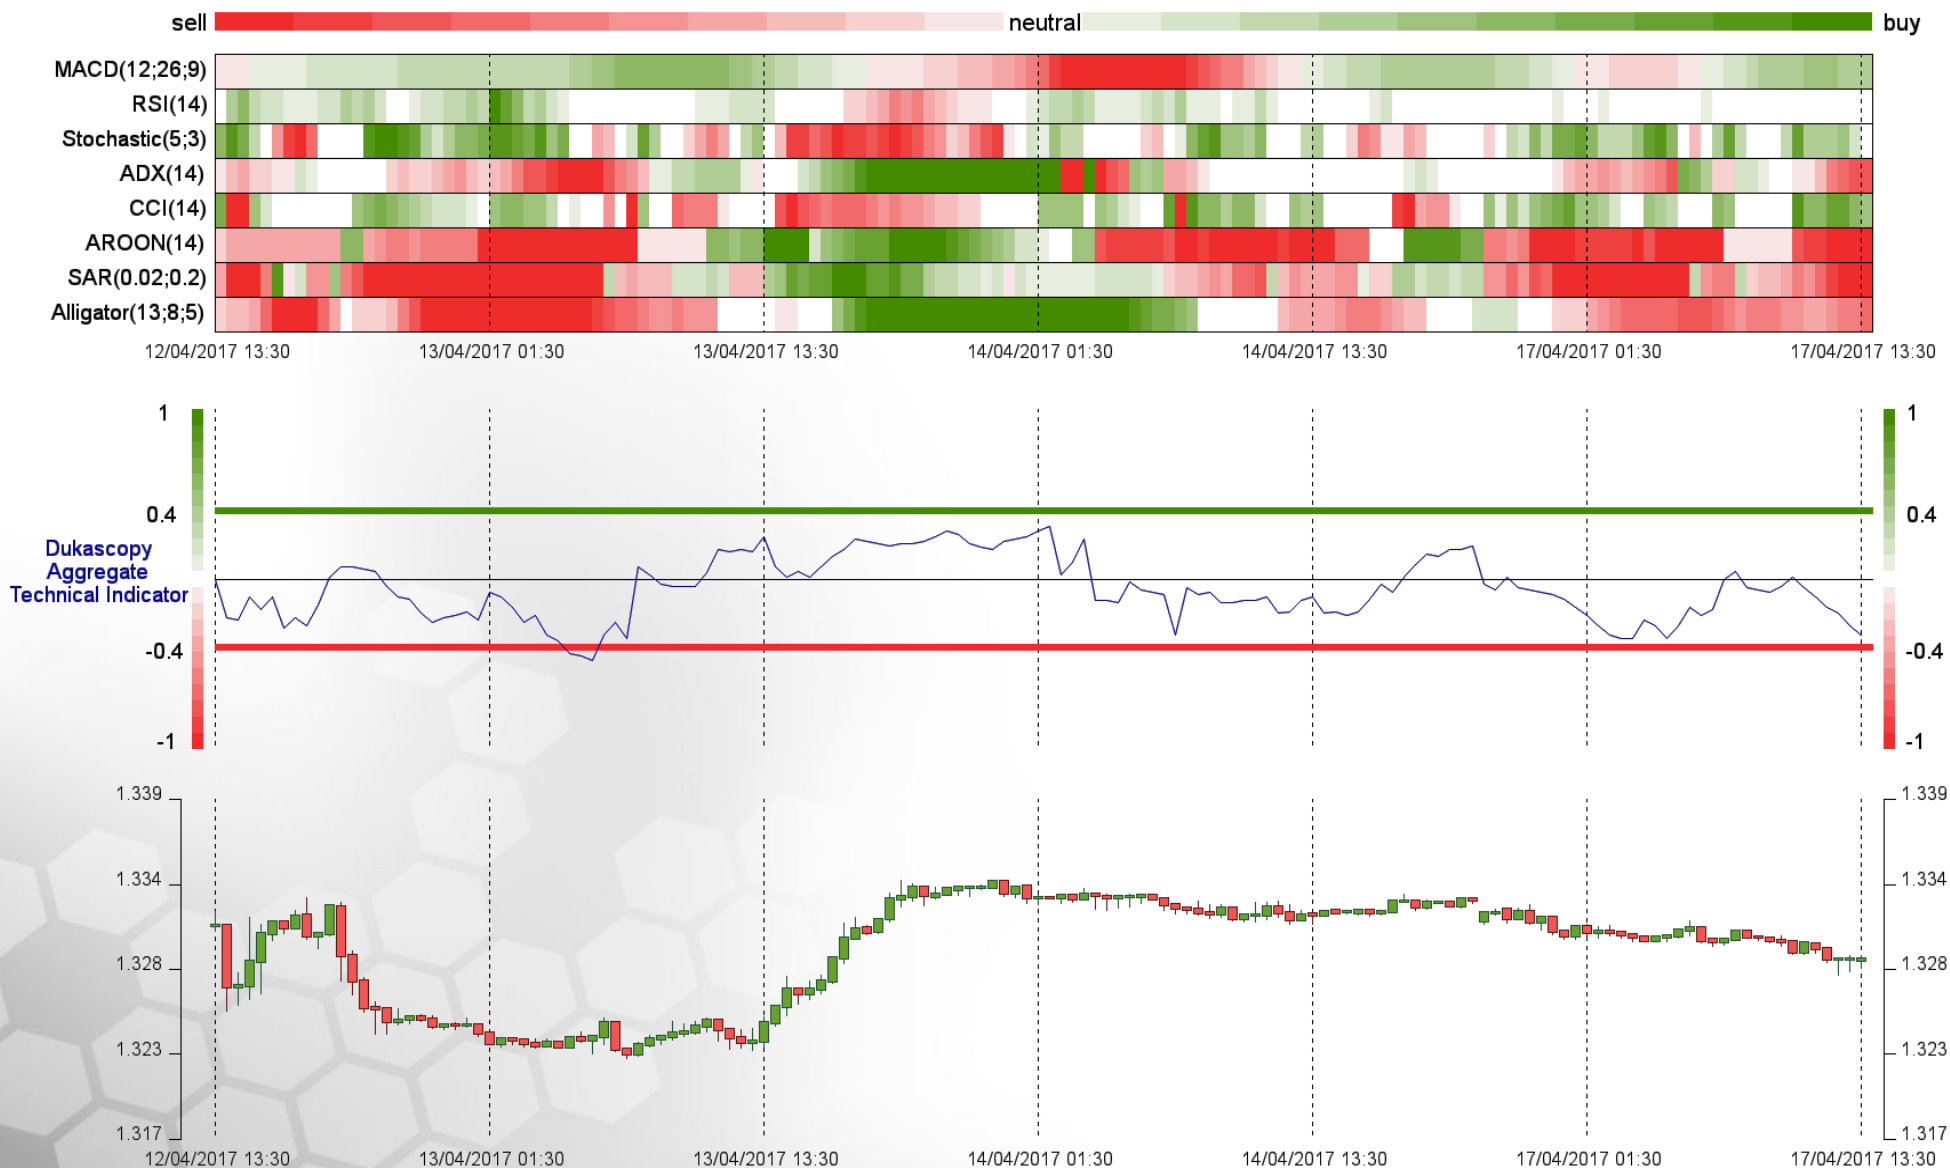 sell neutral buy
MACD(12;26;9)
RSI(14)
Stochastic(5;3)
ADX(14)
CCI(14)
AROON(14)
SAR(0.02;0.2)
Alligator(13;8;5)
12/04/2017 13:30 13/04/2017 01:30 13/04/2017 13:30 14/04/2017 01:30 14/04/2017 13:30 17/04/2017 01:30 17/04/2017 13:30
1 1
0.4 0.4
Dukascopy
Aggregate
Technical Indicator
-0.4 -0.4
-1 -1
1.339 1.339
1.334 1.334
1.328 1.328
1.323 1.323
1.317 1.317
12/04/2017 13:30 13/04/2017 01:30 13/04/2017 13:30 14/04/2017 01:30 14/04/2017 13:30 17/04/2017 01:30 17/04/2017 13:30